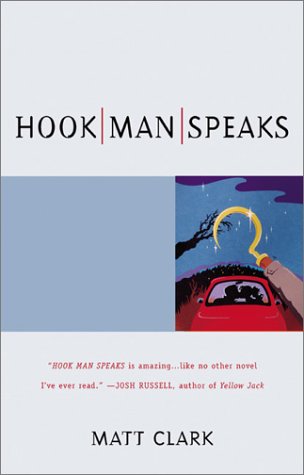 HOOK|MAN|SPEAKS
"HOOK MAN SPEAKS is amazing...like no other novel
I've ever read." —JOSH RUSSELL, author of Yellow Jack
MATT CLARK